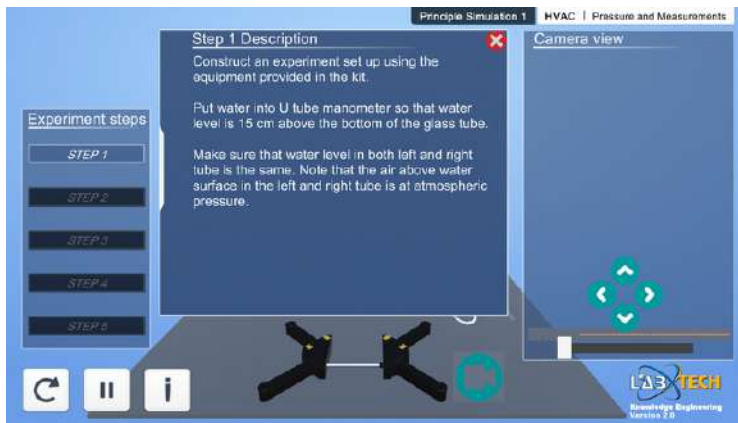 Principle Simulation 1 HVAC | Pressure and Measurements
Step 1 Description
Construct an experiment set up using the
equipment provided in the kit.
Put water into U tube manometer so that water
level is 15 cm above the bottom of the glass tube.
Make sure that water level in both left and right
tube is the same. Note that the air above water
surface in the left and right tube is at atmospheric
pressure.
Camera view
Experiment steps
STEP 1
STEP 2
STEP 3
STEP 4
STEP 5
i
LABTECH
Knowledge Engineering
Version 2.0